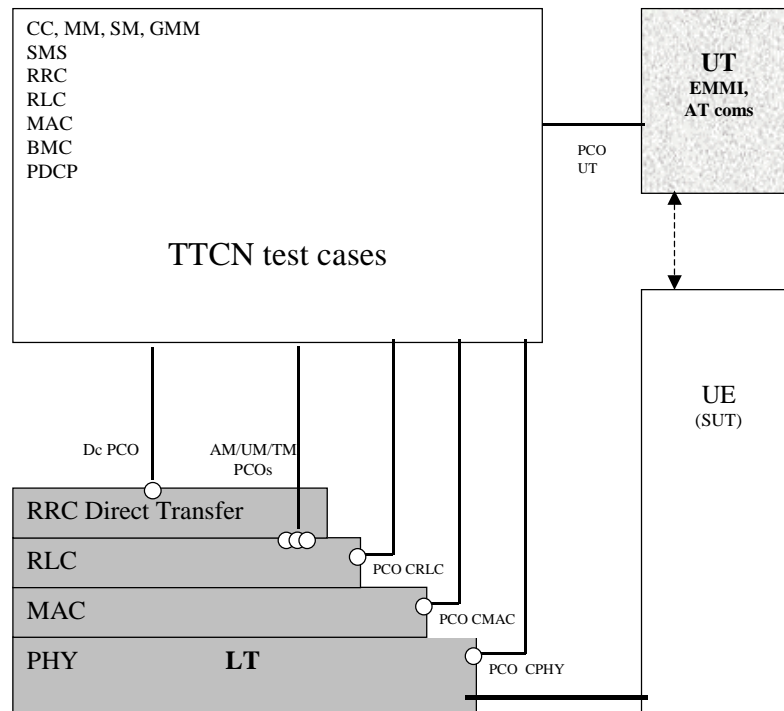 CC, MM, SM, GMM
SMS
RRC
RLC
MAC
BMC
PDCP
TTCN test cases
UT
EMMI,
AT coms
PCO
UT
UE
(SUT)
Dc PCO
AM/UM/TM
PCOs
RRC Direct Transfer
RLC
PCO CRLC
MAC
PCO CMAC
PHY
LT
PCO CPHY